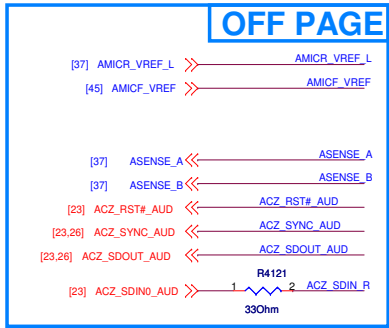 OFF PAGE
[37] AMICR_VREF_L AMICR_VREF_L
[45] AMICF_VREF AMICF_VREF
[37] ASENSE_A ASENSE_A
[37] ASENSE_B ASENSE_B
[23] ACZ_RST#_AUD ACZ_RST#_AUD
[23,26] ACZ_SYNC_AUD ACZ_SYNC_AUD
[23,26] ACZ_SDOUT_AUD ACZ_SDOUT_AUD
R4121
[23] ACZ_SDIN0_AUD 1 2 ACZ_SDIN_R
33Ohm